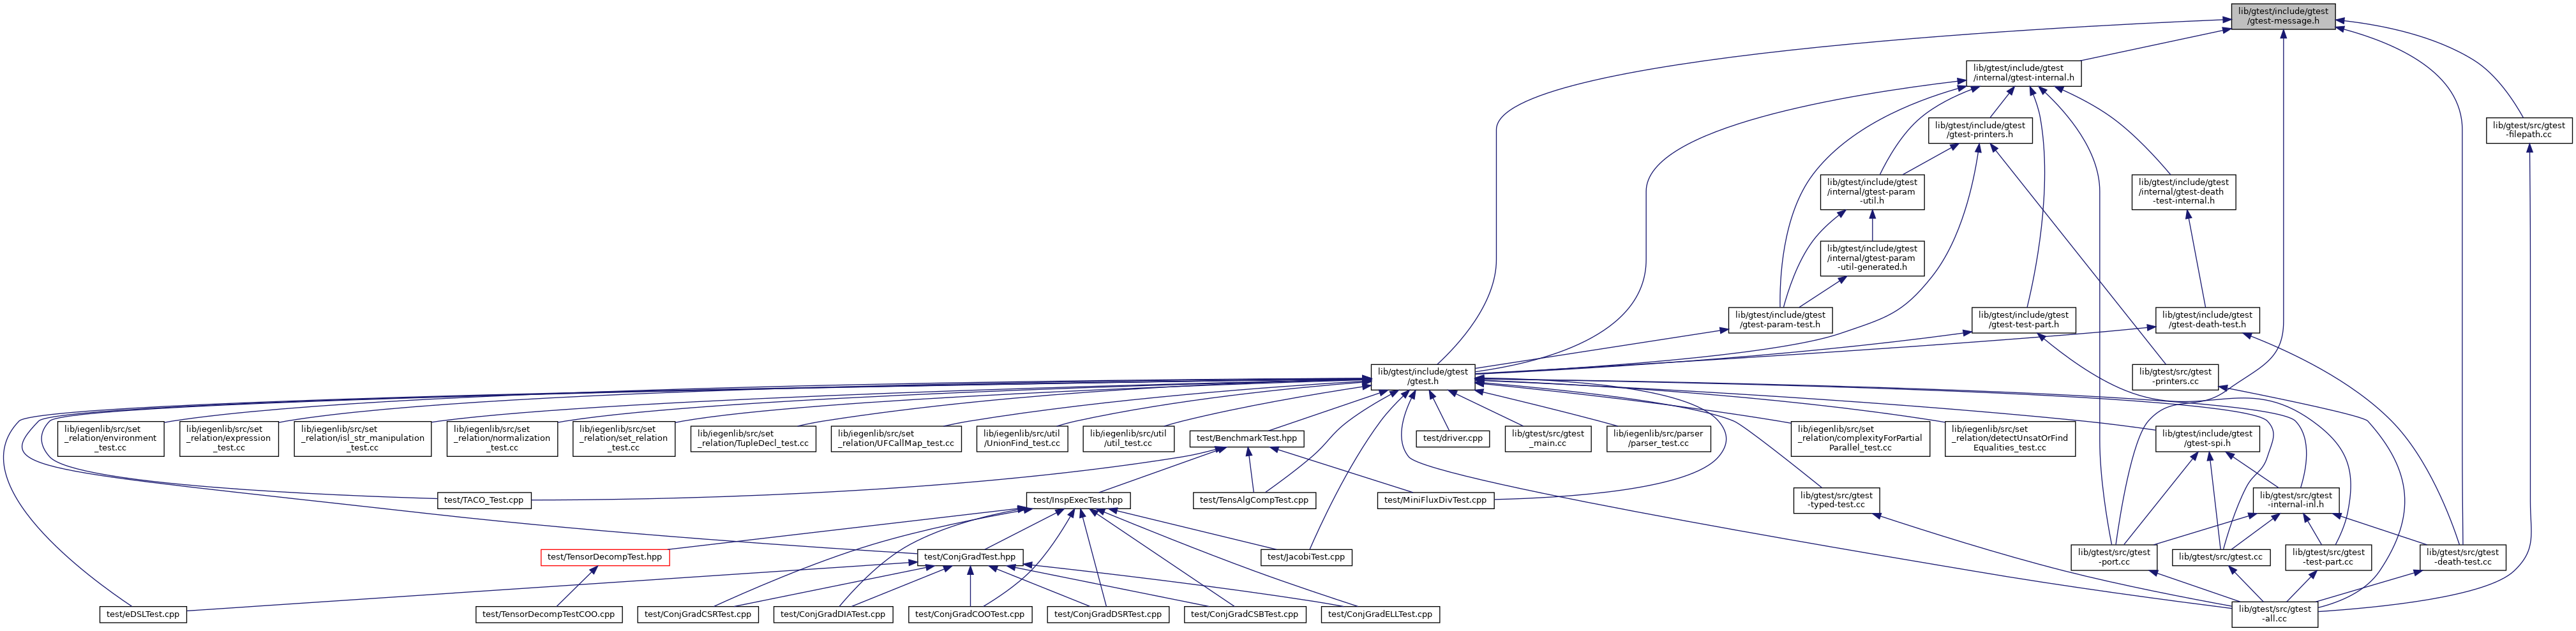 lib/gtest/include/gtest
/gtest-message.h
lib/gtest/include/gtest
/internal/gtest-internal.h
lib/gtest/include/gtest
/gtest-printers.h
lib/gtest/src/gtest
-filepath.cc
lib/gtest/include/gtest
/internal/gtest-param
-util.h
lib/gtest/include/gtest
/internal/gtest-death
-test-internal.h
lib/gtest/include/gtest
/internal/gtest-param
-util-generated.h
lib/gtest/include/gtest
/gtest-param-test.h
lib/gtest/include/gtest
/gtest-test-part.h
lib/gtest/include/gtest
/gtest-death-test.h
lib/gtest/include/gtest
/gtest.h
lib/gtest/src/gtest
-printers.cc
lib/iegenlib/src/set
_relation/environment
_test.cc
lib/iegenlib/src/set
_relation/expression
_test.cc
lib/iegenlib/src/set
_relation/isl_str_manipulation
_test.cc
lib/iegenlib/src/set
_relation/normalization
_test.cc
lib/iegenlib/src/set
_relation/set_relation
_test.cc
lib/iegenlib/src/set
_relation/TupleDecl_test.cc
lib/iegenlib/src/set
_relation/UFCallMap_test.cc
lib/iegenlib/src/util
/UnionFind_test.cc
lib/iegenlib/src/util
/util_test.cc
test/BenchmarkTest.hpp
test/driver.cpp
lib/gtest/src/gtest
_main.cc
lib/iegenlib/src/parser
/parser_test.cc
lib/iegenlib/src/set
_relation/complexityForPartial
Parallel_test.cc
lib/iegenlib/src/set
_relation/detectUnsatOrFind
Equalities_test.cc
lib/gtest/include/gtest
/gtest-spi.h
test/TACO_Test.cpp
test/InspExecTest.hpp
test/TensAlgCompTest.cpp
test/MiniFluxDivTest.cpp
lib/gtest/src/gtest
-typed-test.cc
lib/gtest/src/gtest
-internal-inl.h
test/TensorDecompTest.hpp
test/ConjGradTest.hpp
test/JacobiTest.cpp
lib/gtest/src/gtest
-port.cc
lib/gtest/src/gtest.cc
lib/gtest/src/gtest
-test-part.cc
lib/gtest/src/gtest
-death-test.cc
test/eDSLTest.cpp
test/TensorDecompTestCOO.cpp
test/ConjGradCSRTest.cpp
test/ConjGradDIATest.cpp
test/ConjGradCOOTest.cpp
test/ConjGradDSRTest.cpp
test/ConjGradCSBTest.cpp
test/ConjGradELLTest.cpp
lib/gtest/src/gtest
-all.cc